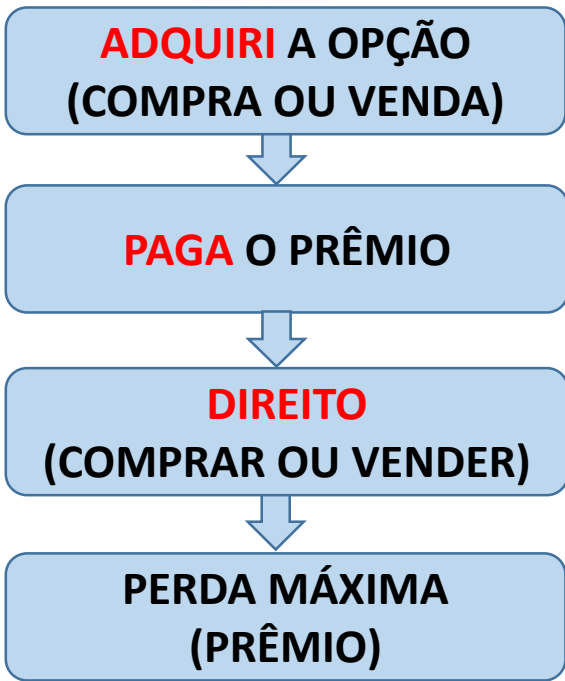 ADQUIRI A OPÇÃO
(COMPRA OU VENDA)
PAGA O PRÊMIO
DIREITO
(COMPRAR OU VENDER)
PERDA MÁXIMA
(PRÊMIO)